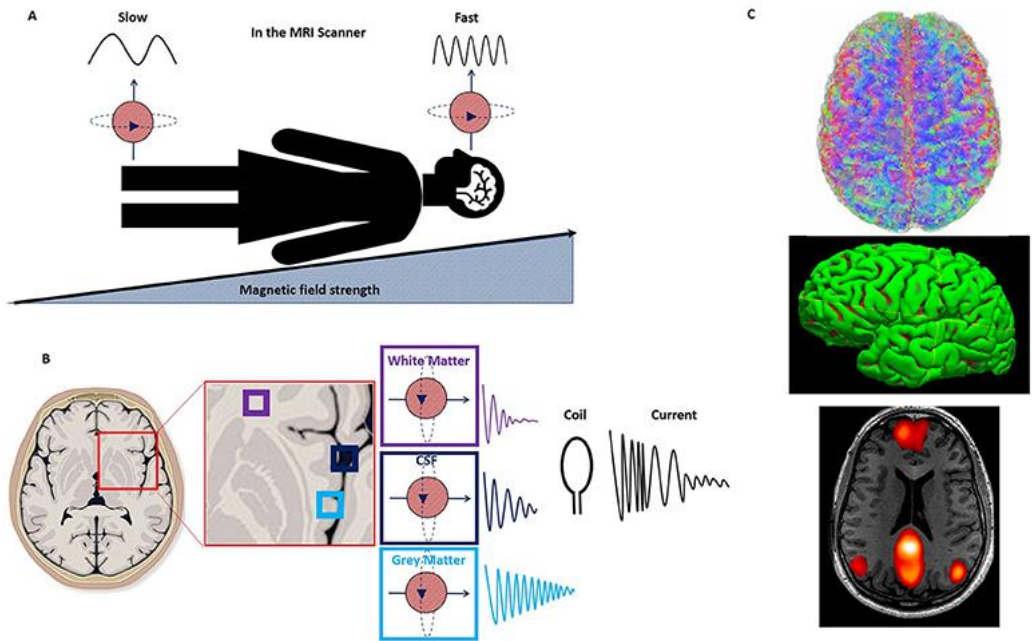 A
Slow
In the MRI Scanner
Fast
Magnetic field strength
B
White Matter
CSF
Grey Matter
Coil
Current
C